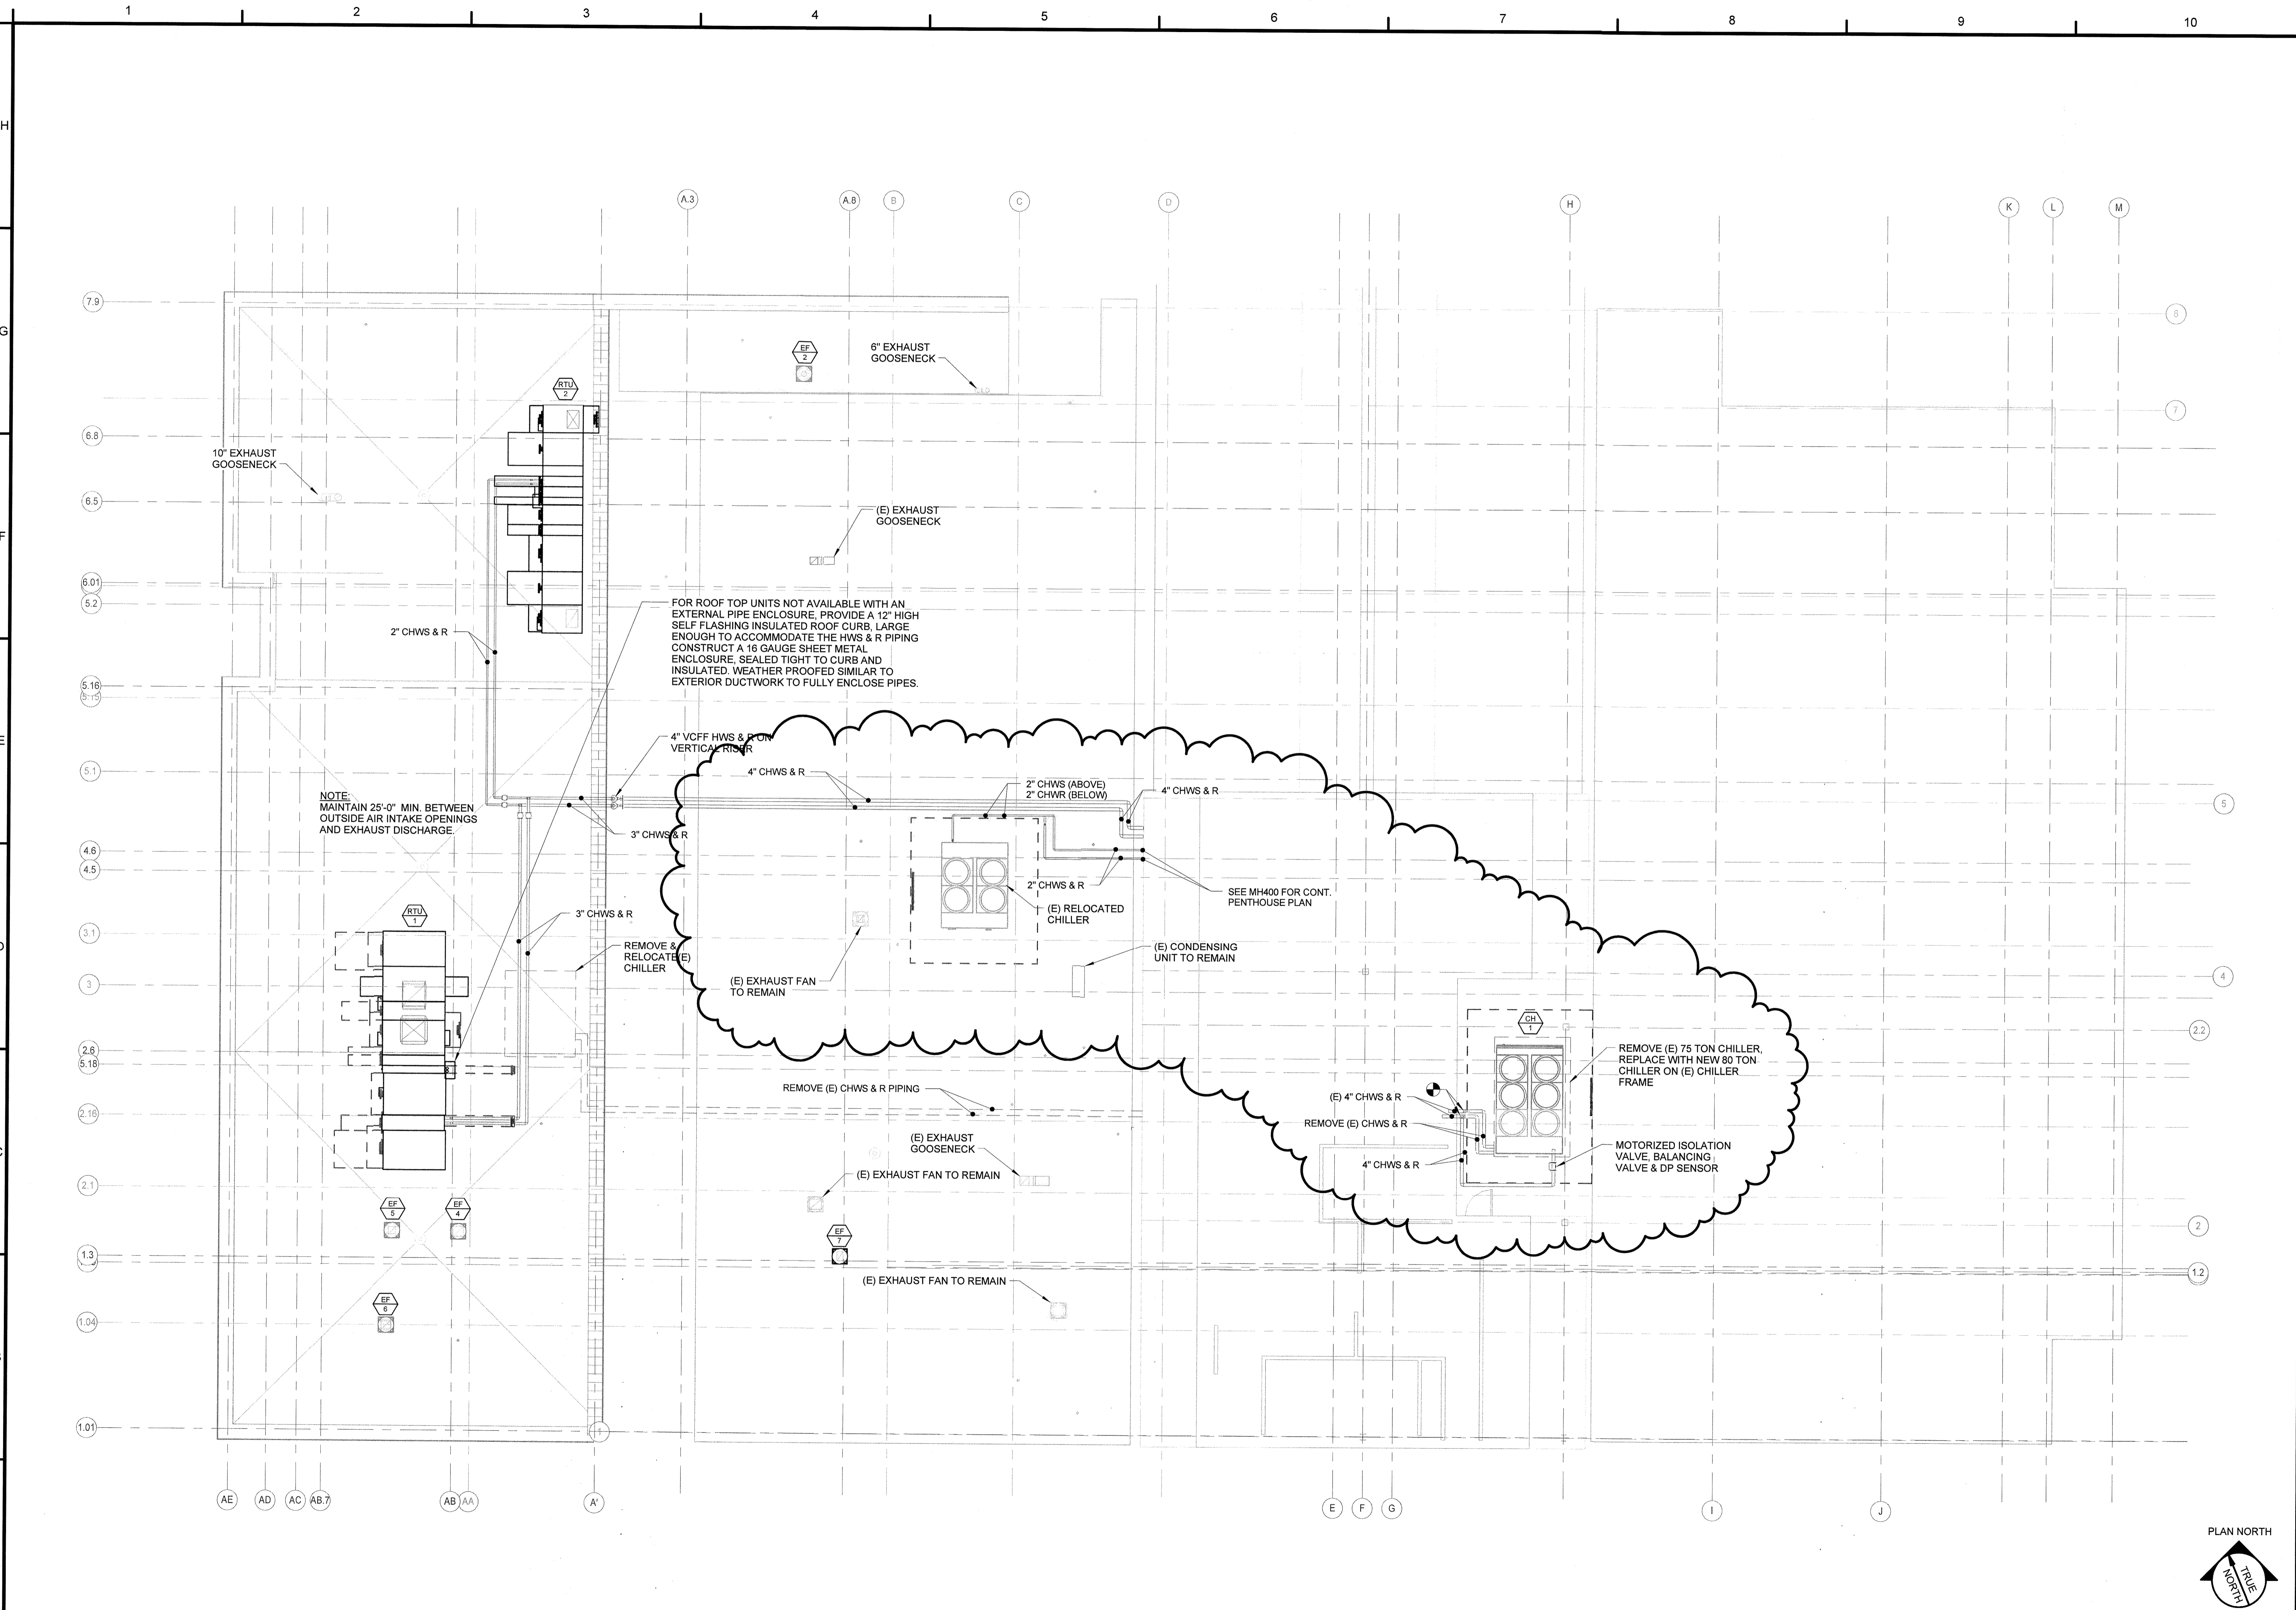 1 2 3 4 5 6 7 8 9 10
H
G
F
E
D
C
A.3 A.8 B C D H K L M
7.9
6.8
6.5
6.01
5.2
5.16
5.15
5.1
4.6
4.5
3.1
3
2.6
5.18
2.16
2.1
1.3
1.04
1.01
6
7
5
4
2.2
2
1.2
EF
2
6" EXHAUST
GOOSENECK
RTU
2
10" EXHAUST
GOOSENECK
(E) EXHAUST
GOOSENECK
FOR ROOF TOP UNITS NOT AVAILABLE WITH AN
EXTERNAL PIPE ENCLOSURE, PROVIDE A 12" HIGH
SELF FLASHING INSULATED ROOF CURB, LARGE
ENOUGH TO ACCOMMODATE THE HWS & R PIPING
CONSTRUCT A 16 GAUGE SHEET METAL
ENCLOSURE, SEALED TIGHT TO CURB AND
INSULATED. WEATHER PROOFED SIMILAR TO
EXTERIOR DUCTWORK TO FULLY ENCLOSE PIPES.
2" CHWS & R
4" VCFF HWS & R ON
VERTICAL RISER
4" CHWS & R
2" CHWS (ABOVE)
2" CHWR (BELOW)
4" CHWS & R
NOTE:
MAINTAIN 25'-0" MIN. BETWEEN
OUTSIDE AIR INTAKE OPENINGS
AND EXHAUST DISCHARGE.
3" CHWS & R
2" CHWS & R
SEE MH400 FOR CONT.
PENTHOUSE PLAN
(E) RELOCATED
CHILLER
RTU
1
3" CHWS & R
REMOVE &
RELOCATE (E)
CHILLER
(E) EXHAUST FAN
TO REMAIN
(E) CONDENSING
UNIT TO REMAIN
CH
1
REMOVE (E) 75 TON CHILLER,
REPLACE WITH NEW 80 TON
CHILLER ON (E) CHILLER
FRAME
REMOVE (E) CHWS & R PIPING
(E) 4" CHWS & R
REMOVE (E) CHWS & R
4" CHWS & R
MOTORIZED ISOLATION
VALVE, BALANCING
VALVE & DP SENSOR
(E) EXHAUST
GOOSENECK
(E) EXHAUST FAN TO REMAIN
EF
5
EF
4
EF
7
(E) EXHAUST FAN TO REMAIN
EF
6
AE AD AC AB.7 AB AA A' E F G I J
PLAN NORTH
TRUE
NORTH